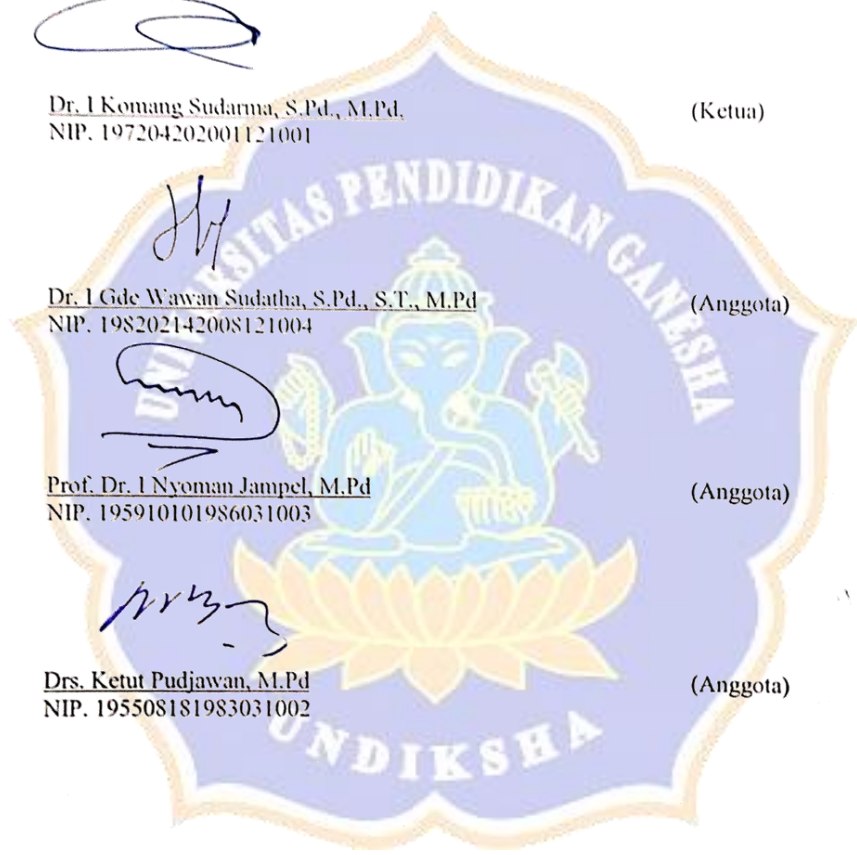 Dr. I Komang Sudarma, S.Pd., M.Pd.
(Ketua)
NIP. 197204202001121001
UNIVERSITAS PENDIDIKAN GANESHA
Dr. I Gde Wawan Sudatha, S.Pd., S.T., M.Pd
(Anggota)
NIP. 198202142008121004
Prof. Dr. I Nyoman Jampel, M.Pd
(Anggota)
NIP. 195910101986031003
Drs. Ketut Pudjawan, M.Pd
(Anggota)
NIP. 195508181983031002
UNDIKSHA